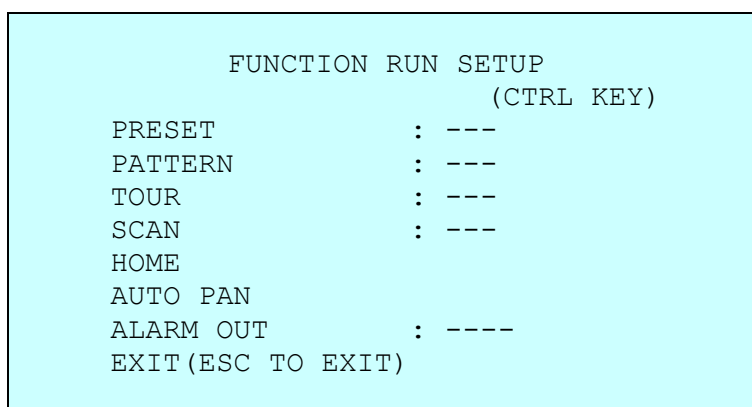 FUNCTION RUN SETUP
(CTRL KEY)
PRESET : ---
PATTERN : ---
TOUR : ---
SCAN : ---
HOME
AUTO PAN
ALARM OUT : ----
EXIT(ESC TO EXIT)